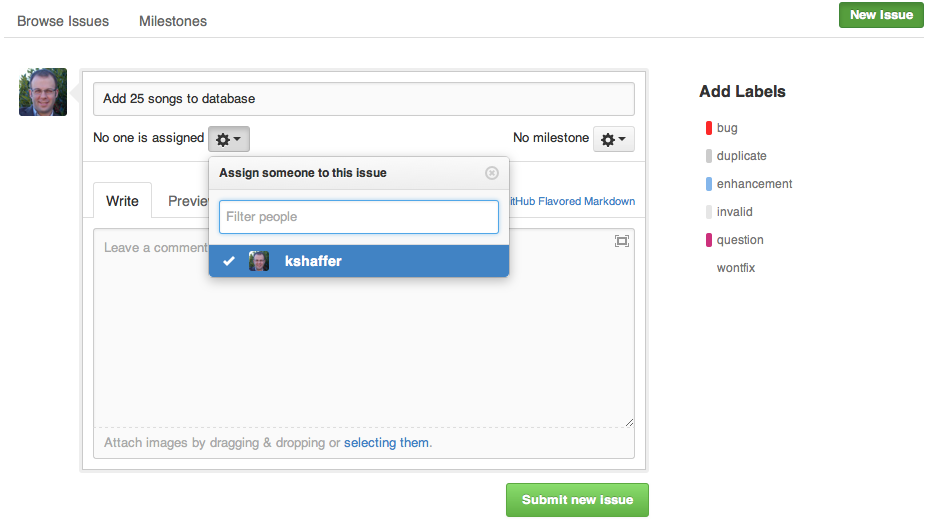 Browse Issues Milestones New Issue
Add 25 songs to database
No one is assigned No milestone
Assign someone to this issue
Write Previe itHub Flavored Markdown
Filter people
Leave a comment
kshaffer
Attach images by dragging & dropping or selecting them.
Submit new issue
Add Labels
bug
duplicate
enhancement
invalid
question
wontfix